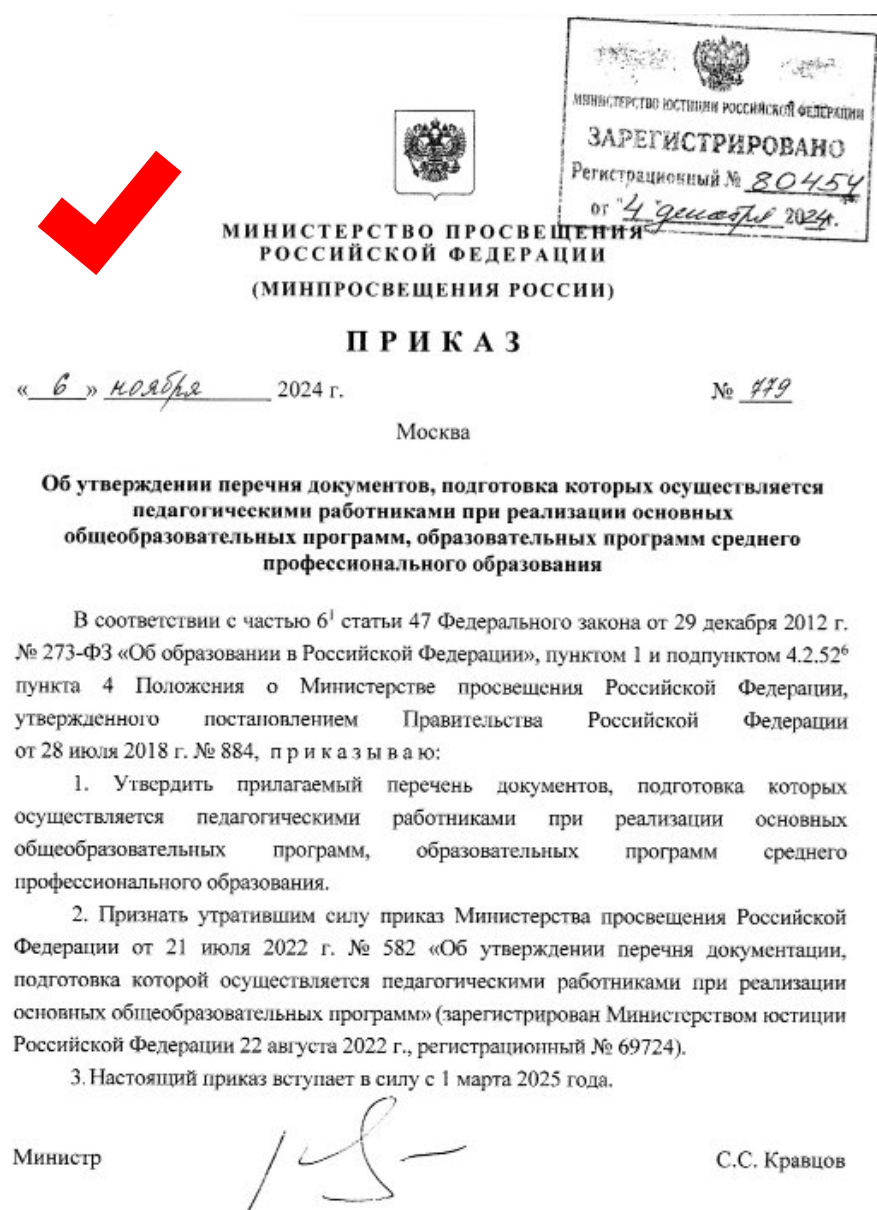 МИНИСТЕРСТВО ЮСТИЦИИ РОССИЙСКОЙ ФЕДЕРАЦИИ
ЗАРЕГИСТРИРОВАНО
Регистрационный № 80454
от "4" декабря 2024г.
МИНИСТЕРСТВО ПРОСВЕЩЕНИЯ
РОССИЙСКОЙ ФЕДЕРАЦИИ
(МИНПРОСВЕЩЕНИЯ РОССИИ)
ПРИКАЗ
« 6 » ноября 2024 г.
№ 779
Москва
Об утверждении перечня документов, подготовка которых осуществляется
педагогическими работниками при реализации основных
общеобразовательных программ, образовательных программ среднего
профессионального образования
В соответствии с частью 6¹ статьи 47 Федерального закона от 29 декабря 2012 г.
№ 273-ФЗ «Об образовании в Российской Федерации», пунктом 1 и подпунктом 4.2.52⁶
пункта 4 Положения о Министерстве просвещения Российской Федерации,
утвержденного постановлением Правительства Российской Федерации
от 28 июля 2018 г. № 884, п р и к а з ы в а ю:
1. Утвердить прилагаемый перечень документов, подготовка которых
осуществляется педагогическими работниками при реализации основных
общеобразовательных программ, образовательных программ среднего
профессионального образования.
2. Признать утратившим силу приказ Министерства просвещения Российской
Федерации от 21 июля 2022 г. № 582 «Об утверждении перечня документации,
подготовка которой осуществляется педагогическими работниками при реализации
основных общеобразовательных программ» (зарегистрирован Министерством юстиции
Российской Федерации 22 августа 2022 г., регистрационный № 69724).
3. Настоящий приказ вступает в силу с 1 марта 2025 года.
Министр
С.С. Кравцов